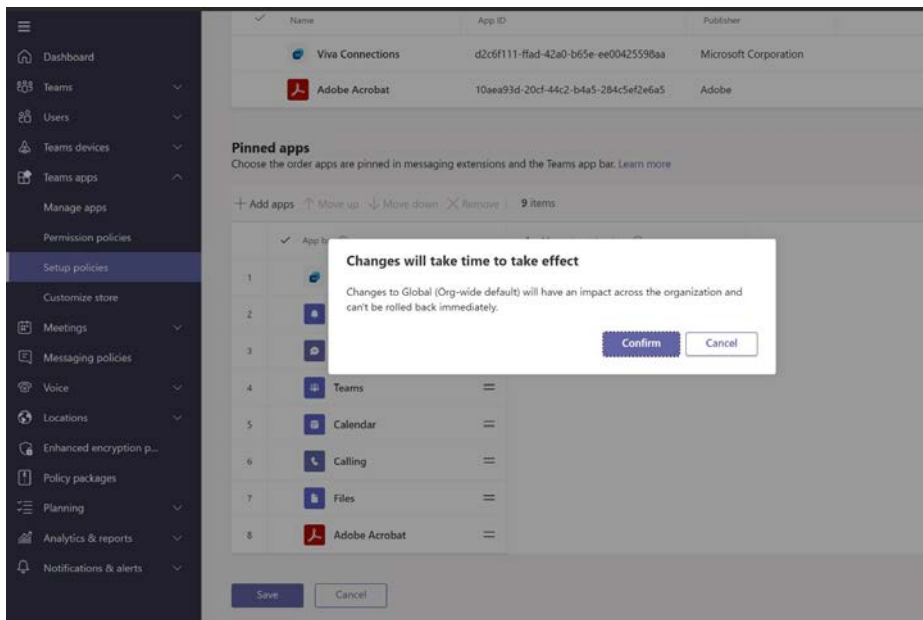 Name App ID Publisher
Viva Connections d2c6f111-ffad-42a0-b65e-ee00425598aa Microsoft Corporation
Adobe Acrobat 10aea93d-20cf-44c2-b4a5-284c5ef2e6a5 Adobe
Dashboard
Teams
Users
Teams devices
Teams apps
Manage apps
Permission policies
Setup policies
Customize store
Meetings
Messaging policies
Voice
Locations
Enhanced encryption p...
Policy packages
Planning
Analytics & reports
Notifications & alerts
Pinned apps
Choose the order apps are pinned in messaging extensions and the Teams app bar. Learn more
Add apps Move up Move down Remove 9 items
App
1
2
3
4 Teams
5 Calendar
6 Calling
7 Files
8 Adobe Acrobat
Changes will take time to take effect
Changes to Global (Org-wide default) will have an impact across the organization and
can't be rolled back immediately.
Confirm Cancel
Save Cancel